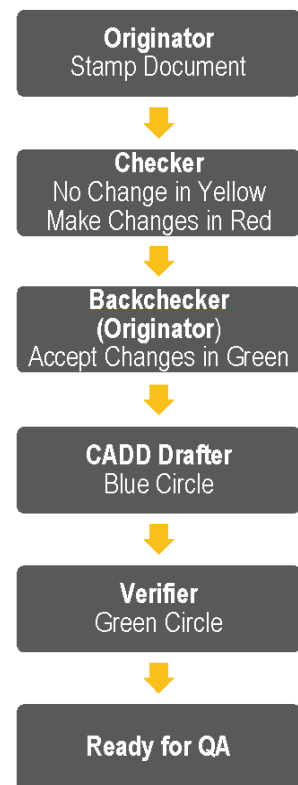 Originator
Stamp Document
Checker
No Change in Yellow
Make Changes in Red
Backchecker
(Originator)
Accept Changes in Green
CADD Drafter
Blue Circle
Verifier
Green Circle
Ready for QA